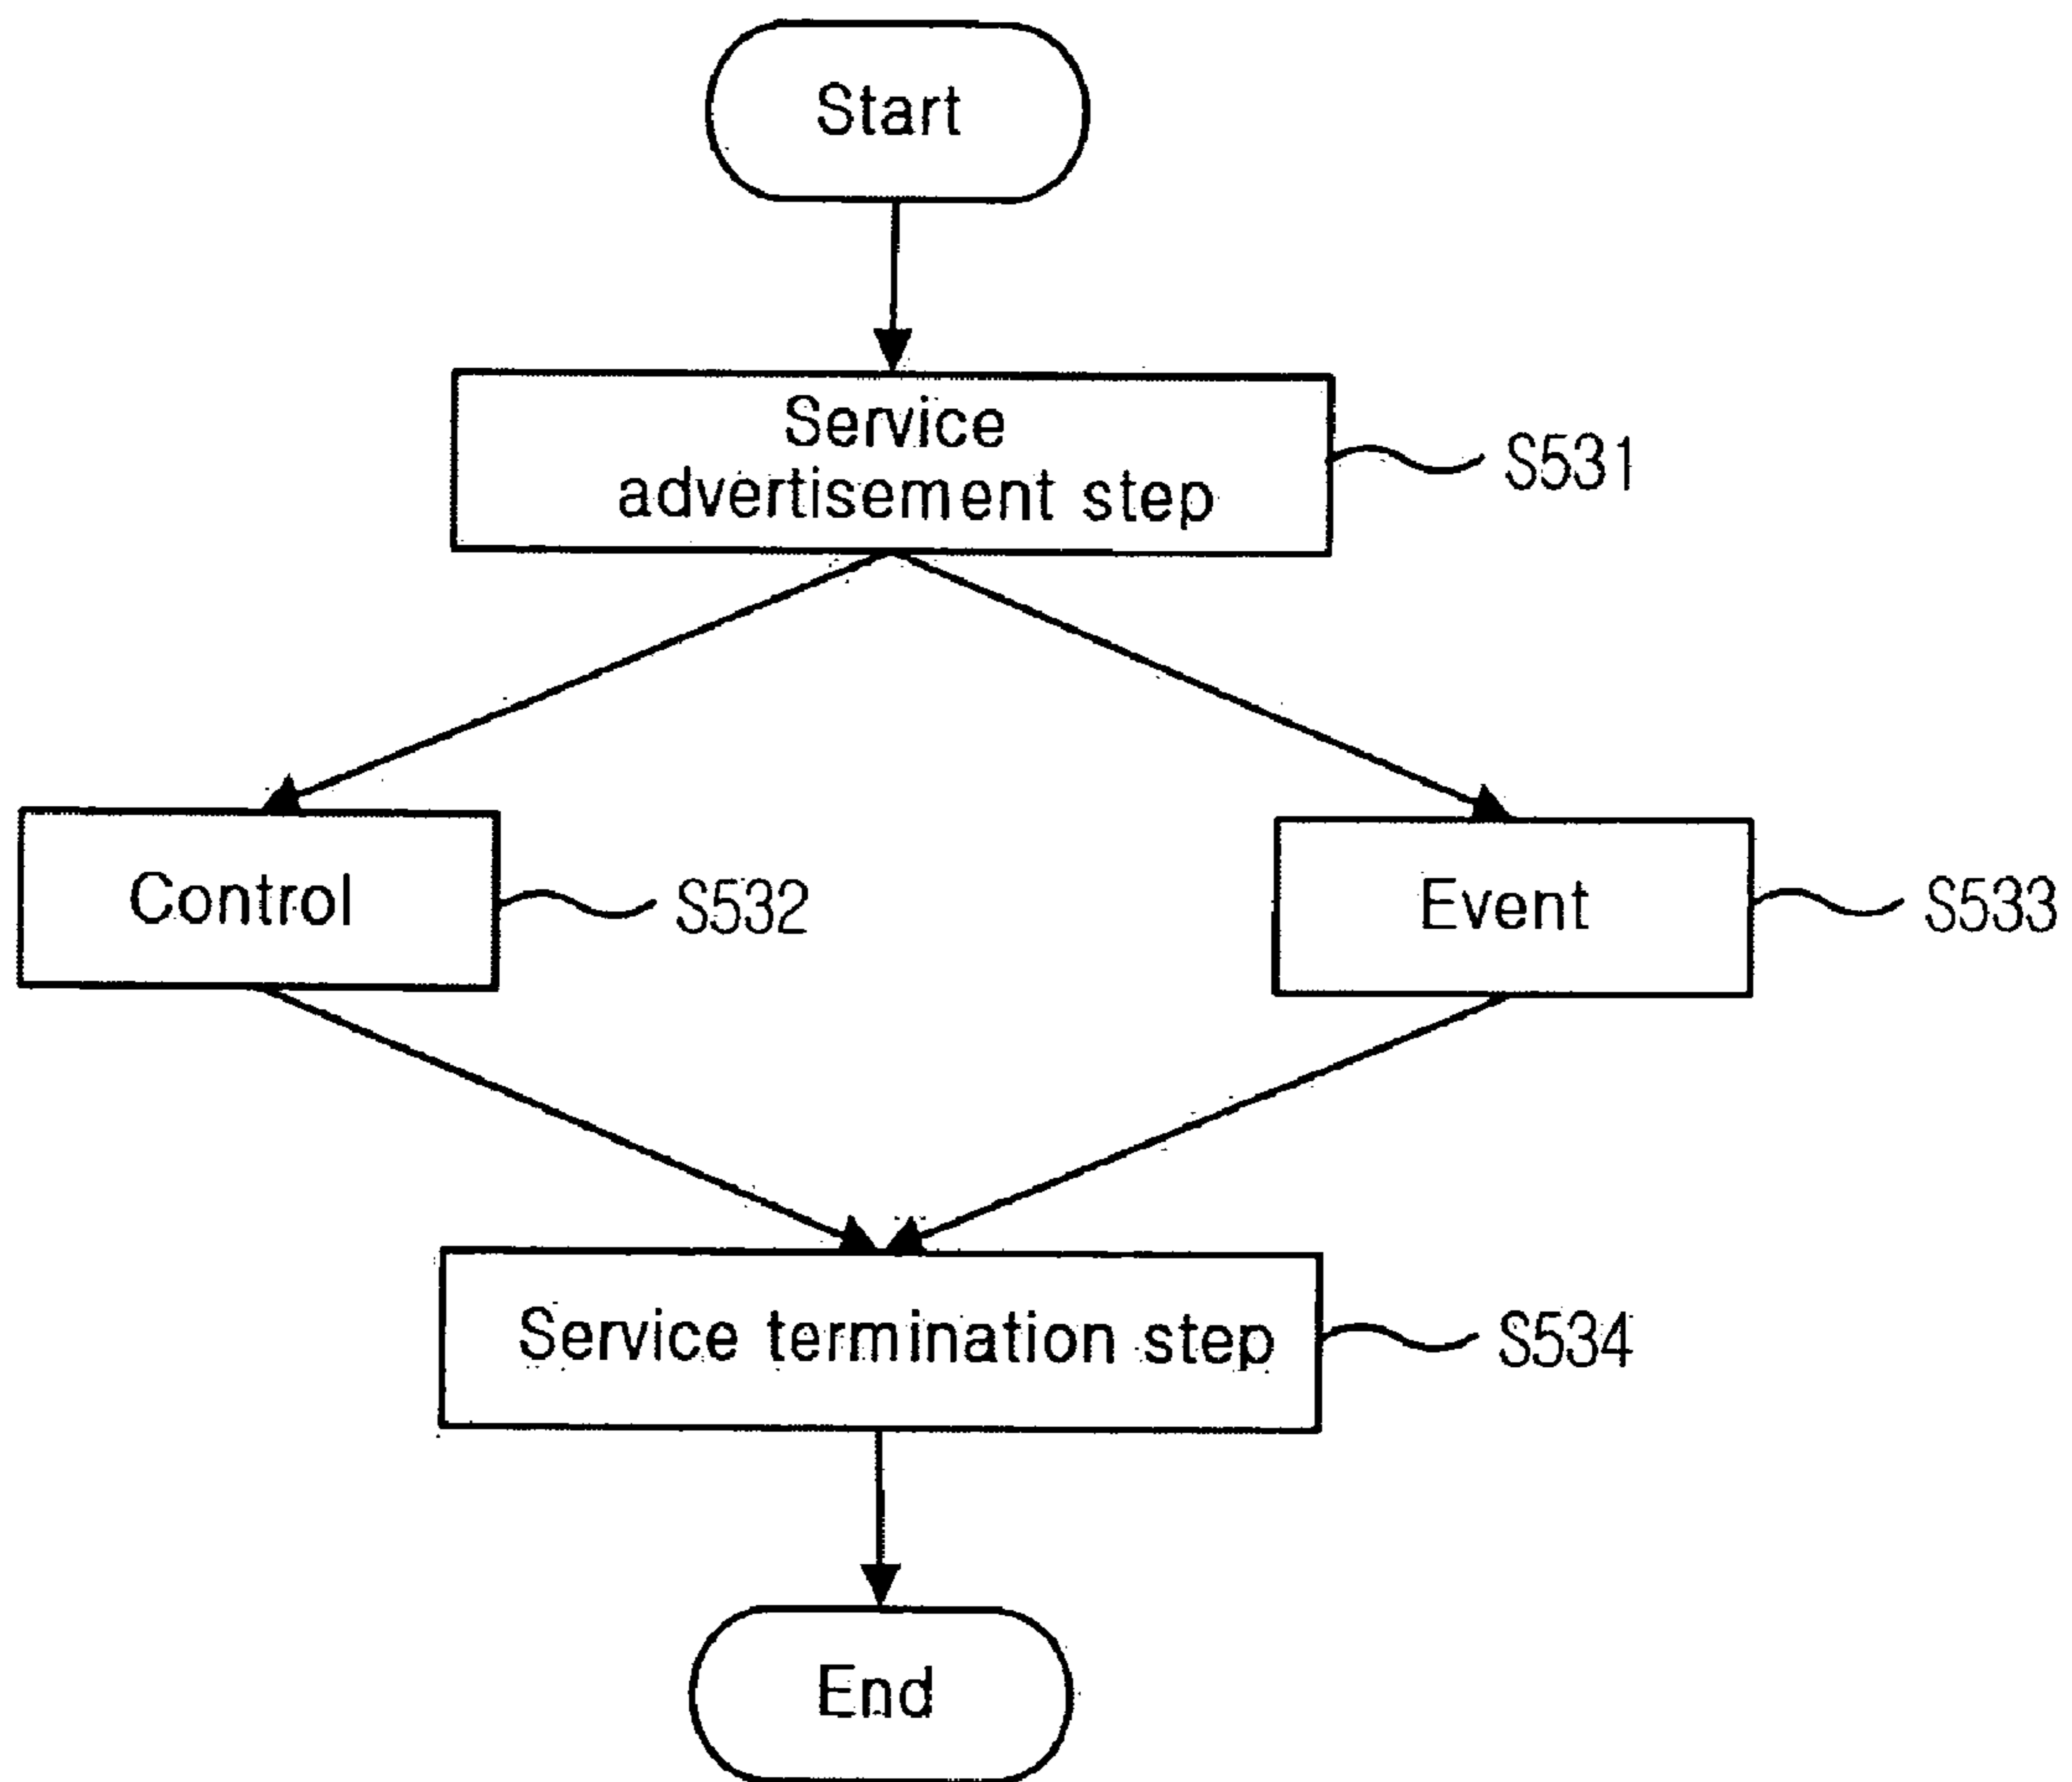 Start
Service
advertisement step
S531
Control
S532
Event
S533
Service termination step
S534
End